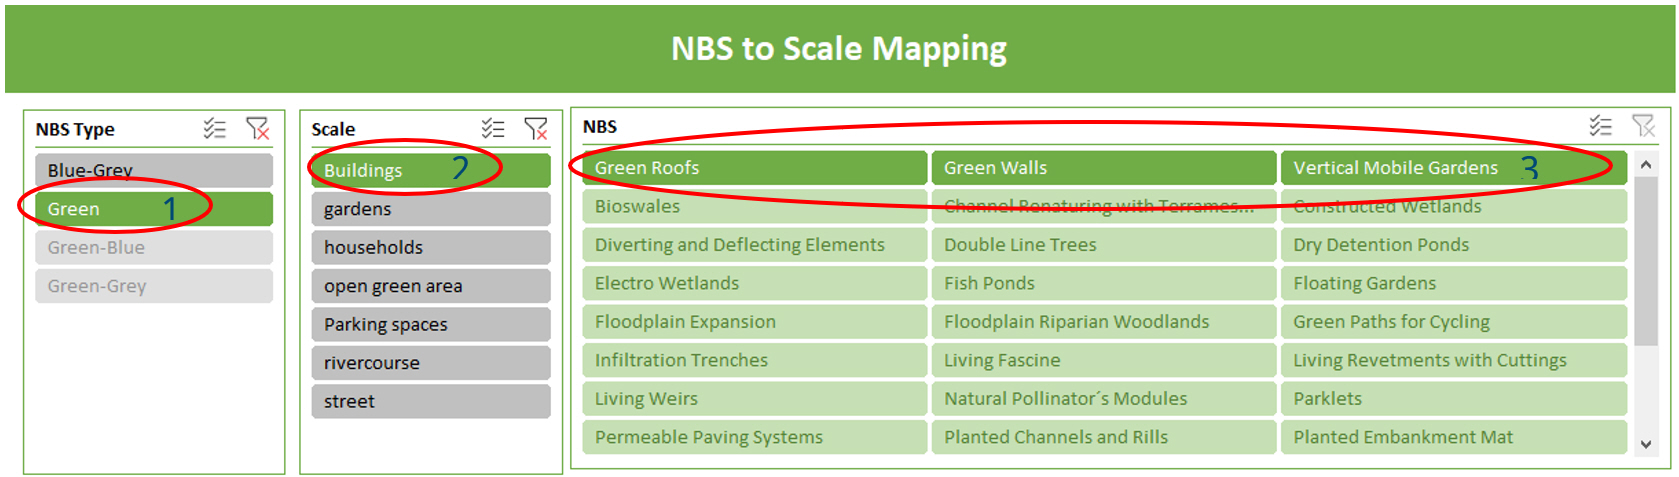 NBS to Scale Mapping
NBS Type
Blue-Grey
Green 1
Green-Blue
Green-Grey
Scale
Buildings 2
gardens
households
open green area
Parking spaces
rivercourse
street
NBS
Green Roofs Green Walls Vertical Mobile Gardens 3
Bioswales Channel Renaturing with Terrames... Constructed Wetlands
Diverting and Deflecting Elements Double Line Trees Dry Detention Ponds
Electro Wetlands Fish Ponds Floating Gardens
Floodplain Expansion Floodplain Riparian Woodlands Green Paths for Cycling
Infiltration Trenches Living Fascine Living Revetments with Cuttings
Living Weirs Natural Pollinator´s Modules Parklets
Permeable Paving Systems Planted Channels and Rills Planted Embankment Mat